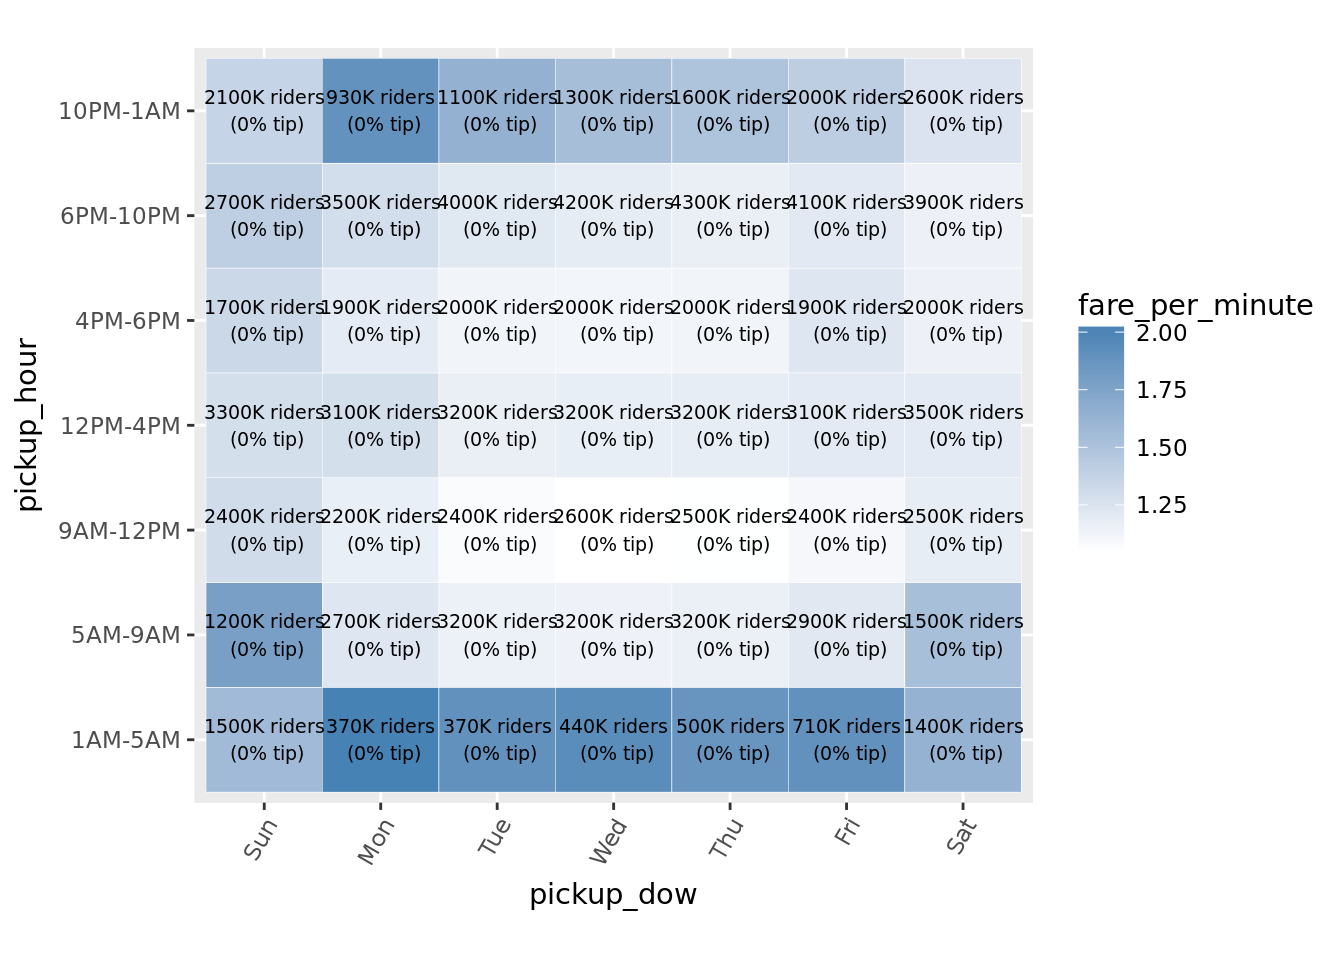 10PM-1AM
2100K riders 930K riders 1100K riders 1300K riders 1600K riders 2000K riders 2600K riders
(0% tip) (0% tip) (0% tip) (0% tip) (0% tip) (0% tip) (0% tip)
6PM-10PM
2700K riders 3500K riders 4000K riders 4200K riders 4300K riders 4100K riders 3900K riders
(0% tip) (0% tip) (0% tip) (0% tip) (0% tip) (0% tip) (0% tip)
4PM-6PM
1700K riders 1900K riders 2000K riders 2000K riders 2000K riders 1900K riders 2000K riders
(0% tip) (0% tip) (0% tip) (0% tip) (0% tip) (0% tip) (0% tip)
12PM-4PM
3300K riders 3100K riders 3200K riders 3200K riders 3200K riders 3100K riders 3500K riders
(0% tip) (0% tip) (0% tip) (0% tip) (0% tip) (0% tip) (0% tip)
9AM-12PM
2400K riders 2200K riders 2400K riders 2600K riders 2500K riders 2400K riders 2500K riders
(0% tip) (0% tip) (0% tip) (0% tip) (0% tip) (0% tip) (0% tip)
5AM-9AM
1200K riders 2700K riders 3200K riders 3200K riders 3200K riders 2900K riders 1500K riders
(0% tip) (0% tip) (0% tip) (0% tip) (0% tip) (0% tip) (0% tip)
1AM-5AM
1500K riders 370K riders 370K riders 440K riders 500K riders 710K riders 1400K riders
(0% tip) (0% tip) (0% tip) (0% tip) (0% tip) (0% tip) (0% tip)
Sun Mon Tue Wed Thu Fri Sat
pickup_dow
pickup_hour
fare_per_minute
2.00
1.75
1.50
1.25